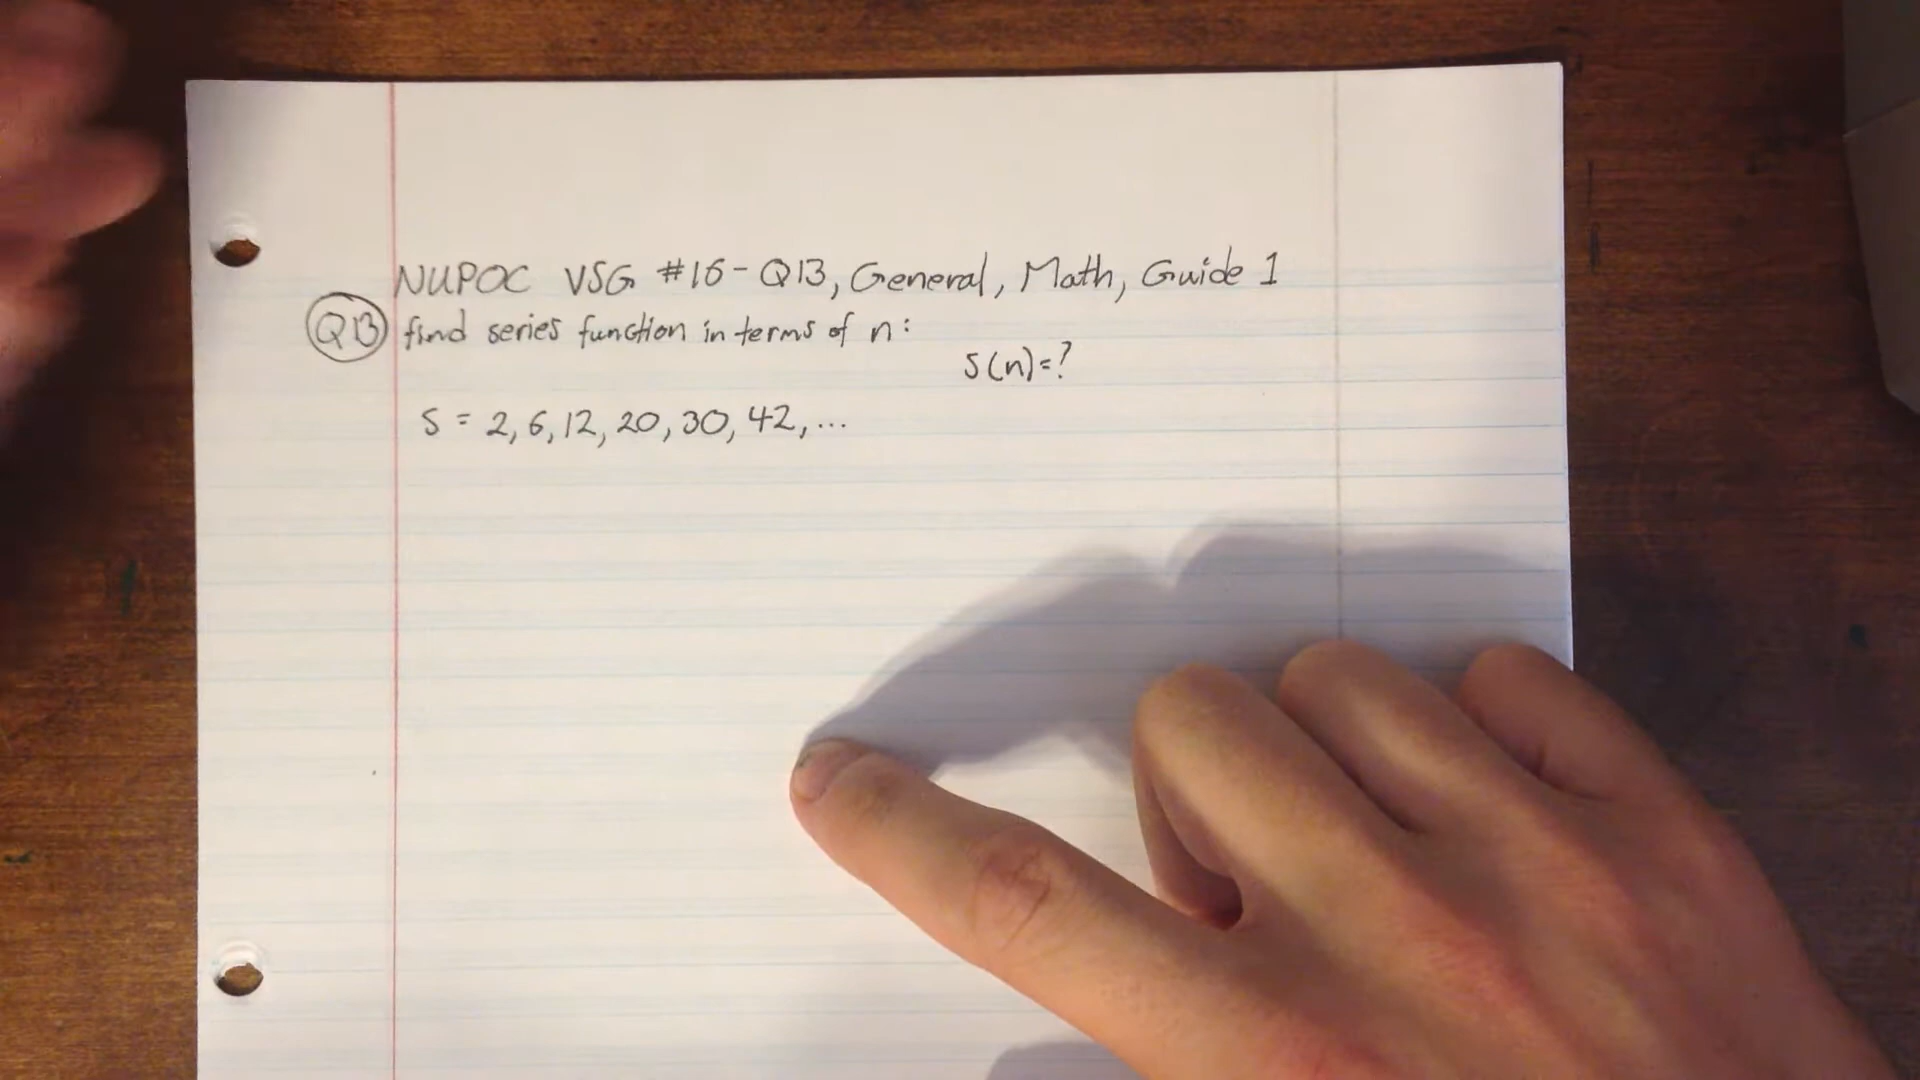 NUPOC VSG #16-Q13, General, Math, Guide 1
Q13 find series function in terms of n:
S(n)=?
S = 2, 6, 12, 20, 30, 42, ...